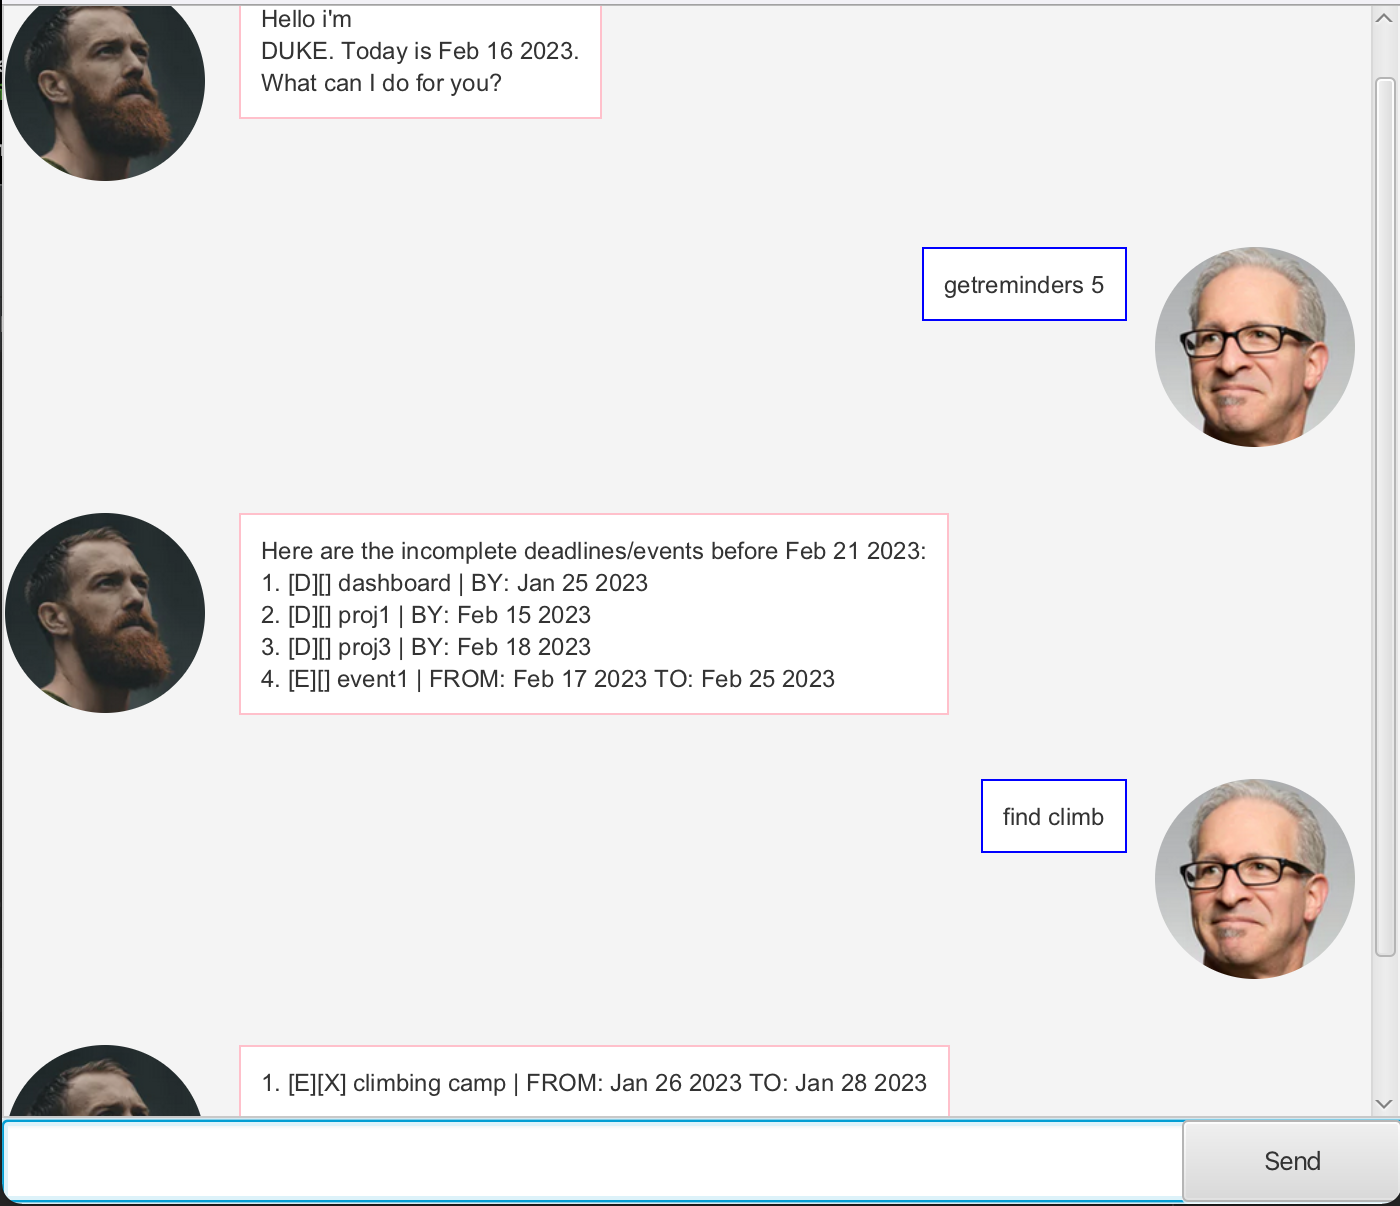 Hello i'm
DUKE. Today is Feb 16 2023.
What can I do for you?
getreminders 5
Here are the incomplete deadlines/events before Feb 21 2023:
1. [D][] dashboard | BY: Jan 25 2023
2. [D][] proj1 | BY: Feb 15 2023
3. [D][] proj3 | BY: Feb 18 2023
4. [E][] event1 | FROM: Feb 17 2023 TO: Feb 25 2023
find climb
1. [E][X] climbing camp | FROM: Jan 26 2023 TO: Jan 28 2023
Send